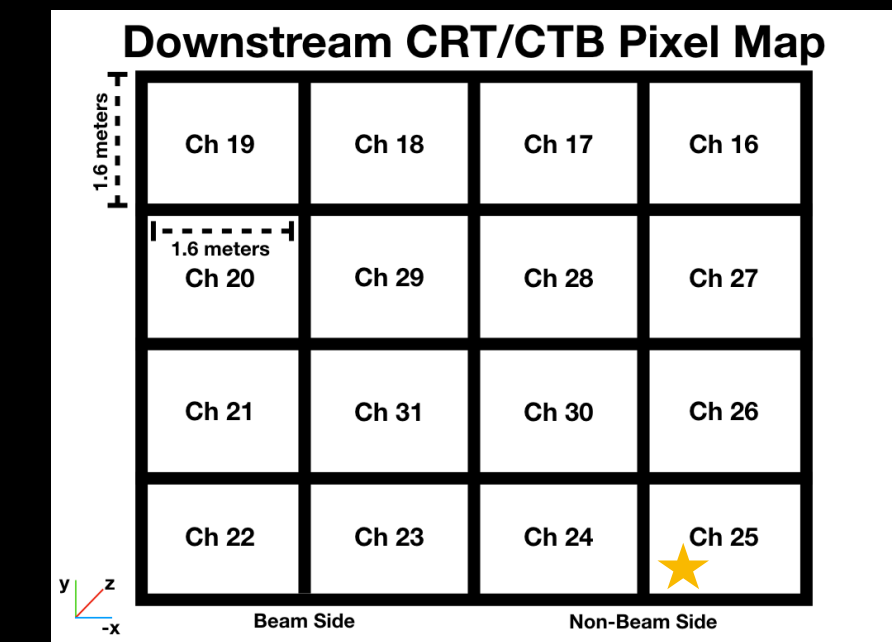 Downstream CRT/CTB Pixel Map
1.6 meters
Ch 19 Ch 18 Ch 17 Ch 16
1.6 meters
Ch 20 Ch 29 Ch 28 Ch 27
Ch 21 Ch 31 Ch 30 Ch 26
Ch 22 Ch 23 Ch 24 Ch 25
y z
-x
Beam Side Non-Beam Side